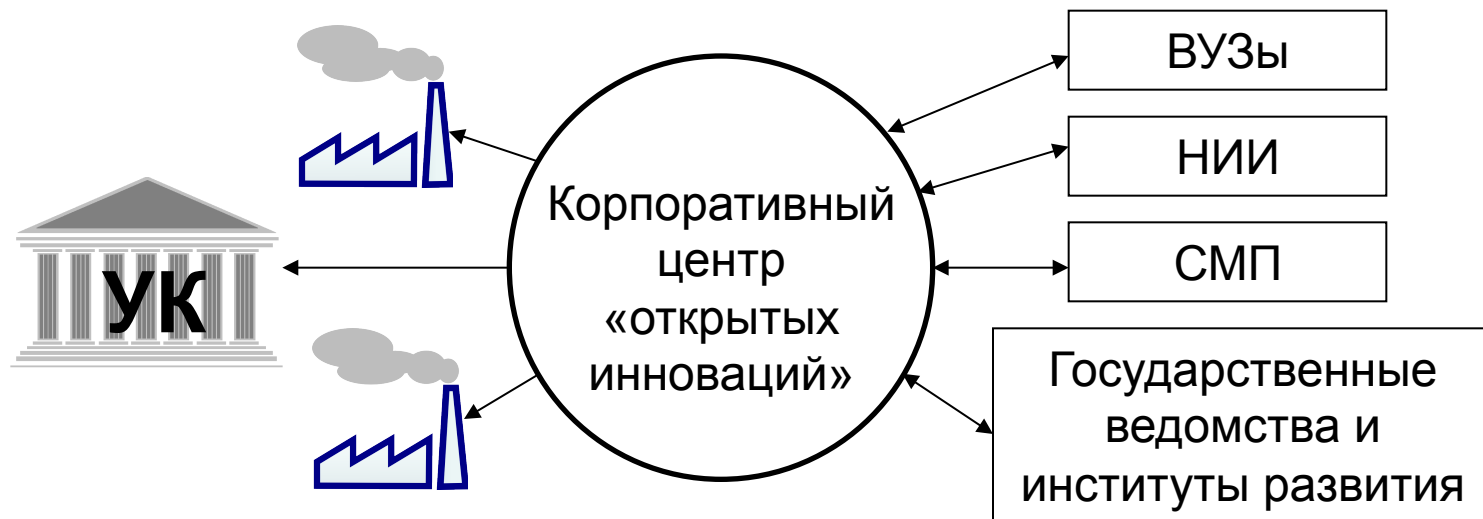 УК
Корпоративный
центр
«открытых
инноваций»
ВУЗы
НИИ
СМП
Государственные
ведомства и
институты развития